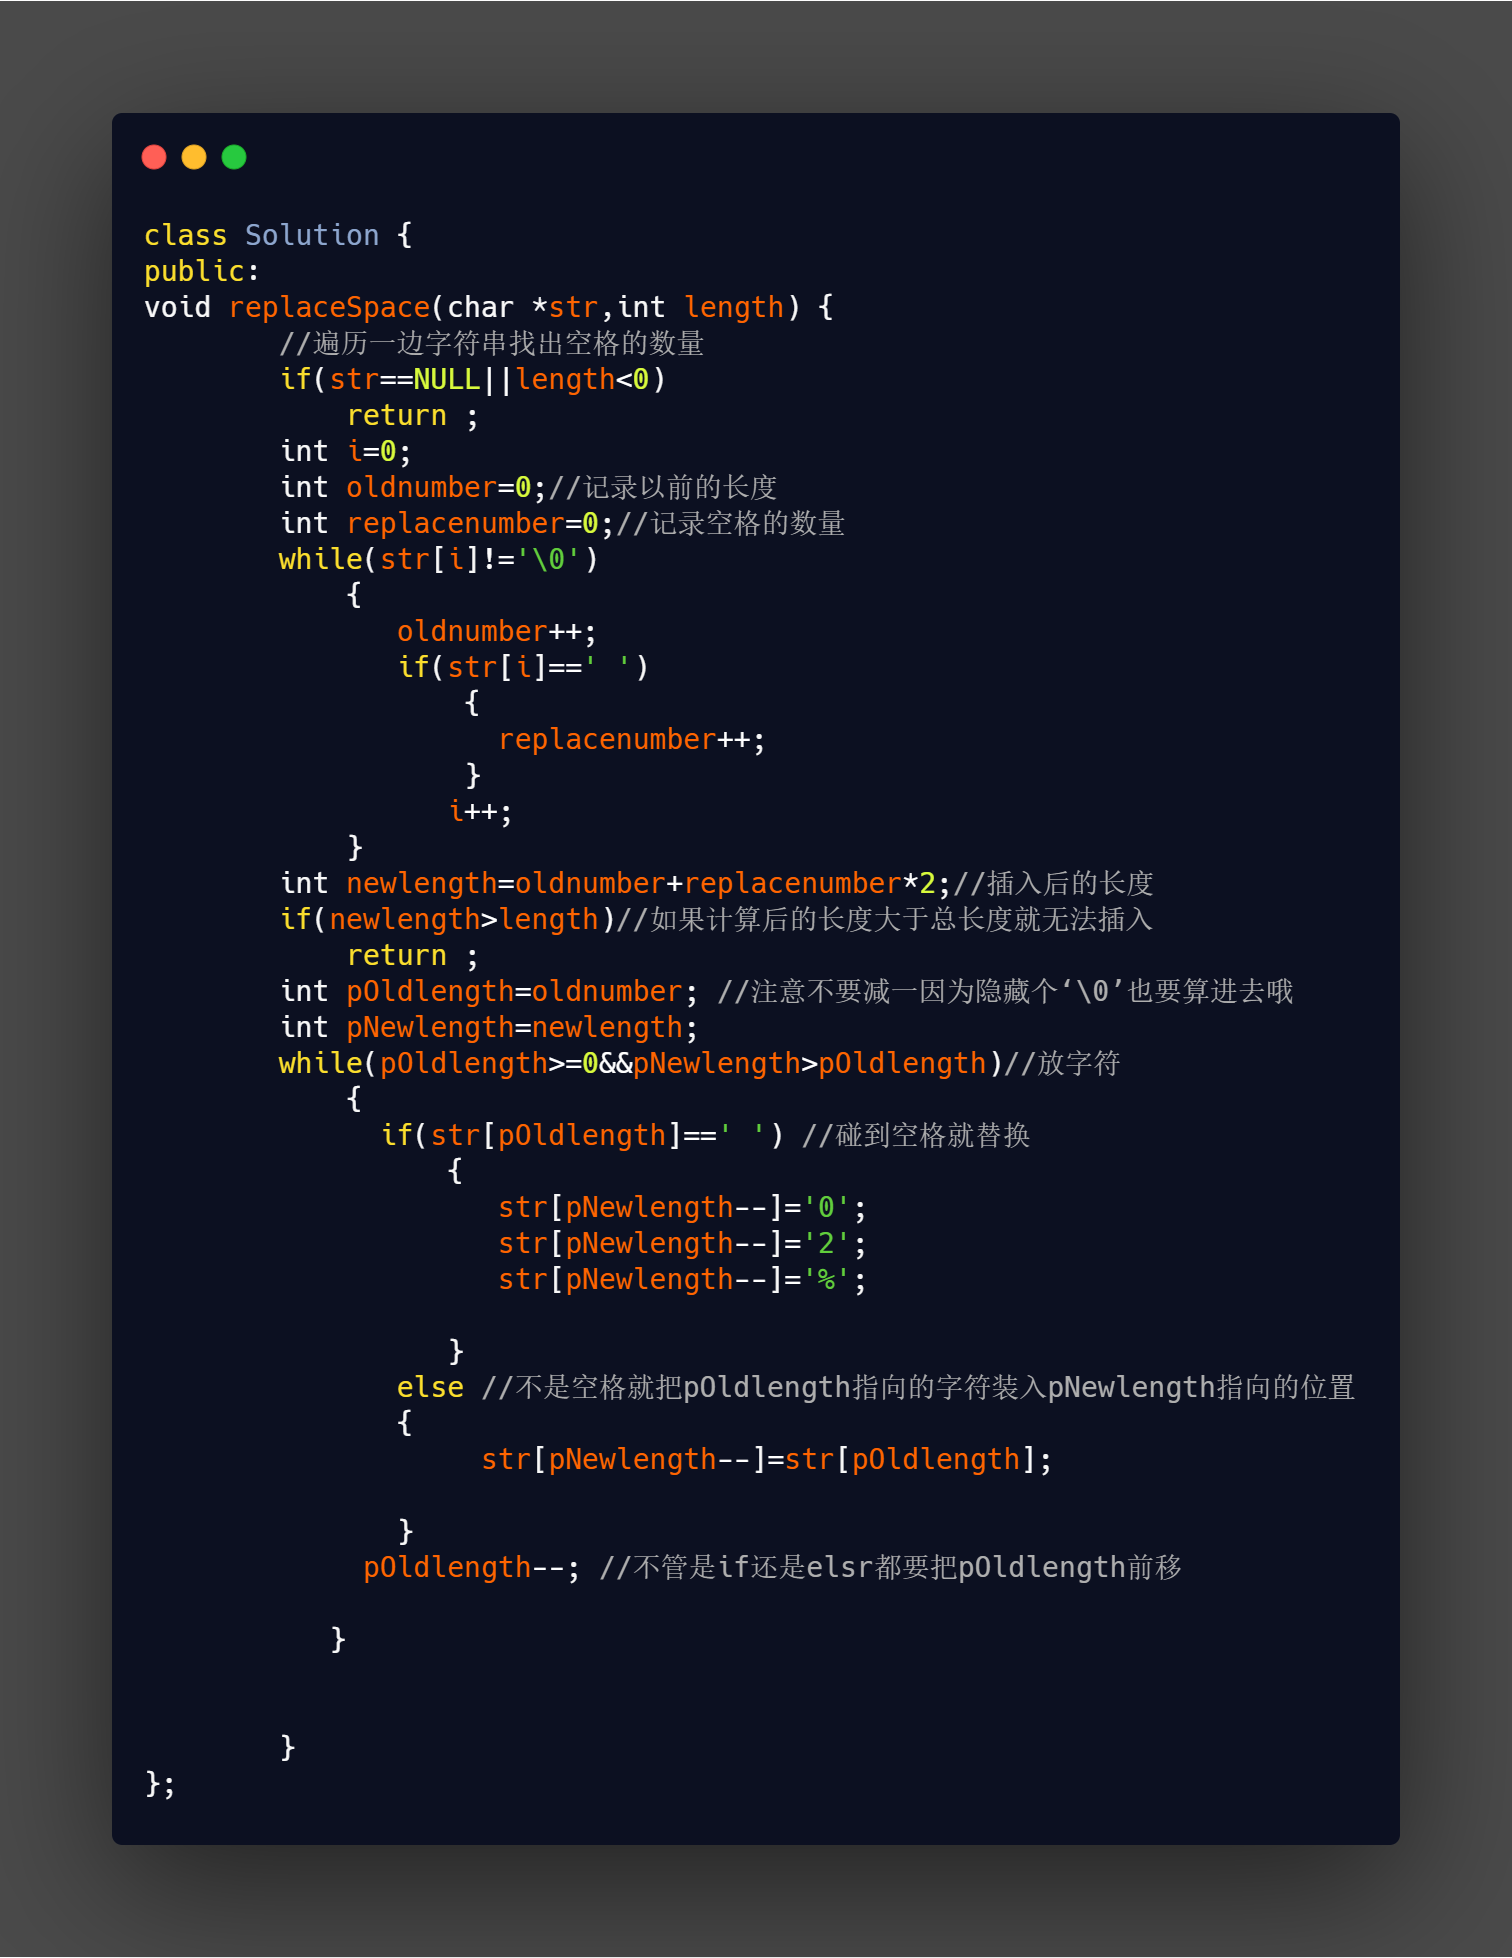 class Solution {
public:
void replaceSpace(char *str,int length) {
        //遍历一边字符串找出空格的数量
        if(str==NULL||length<0)
            return ;
        int i=0;
        int oldnumber=0;//记录以前的长度
        int replacenumber=0;//记录空格的数量
        while(str[i]!='\0')
            {
               oldnumber++;
               if(str[i]==' ')
                   {
                     replacenumber++;
                   }
                  i++;
            }
        int newlength=oldnumber+replacenumber*2;//插入后的长度
        if(newlength>length)//如果计算后的长度大于总长度就无法插入
            return ;
        int pOldlength=oldnumber; //注意不要减一因为隐藏个‘\0’也要算进去哦
        int pNewlength=newlength;
        while(pOldlength>=0&&pNewlength>pOldlength)//放字符
            {
              if(str[pOldlength]==' ') //碰到空格就替换
                  {
                     str[pNewlength--]='0';
                     str[pNewlength--]='2';
                     str[pNewlength--]='%';
                  }
               else //不是空格就把pOldlength指向的字符装入pNewlength指向的位置
               {
                    str[pNewlength--]=str[pOldlength];
               }
             pOldlength--; //不管是if还是elsr都要把pOldlength前移
           }
        }
};